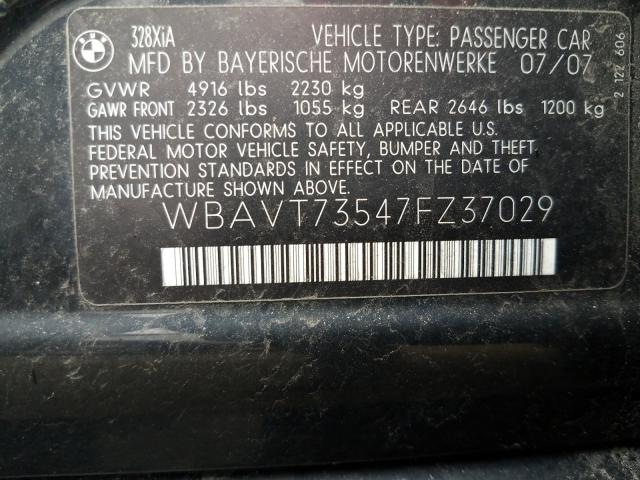 328XiA VEHICLE TYPE: PASSENGER CAR
MFD BY BAYERISCHE MOTORENWERKE 07/07
GVWR 4916 lbs 2230 kg
GAWR FRONT 2326 lbs 1055 kg REAR 2646 lbs 1200 kg
THIS VEHICLE CONFORMS TO ALL APPLICABLE U.S.
FEDERAL MOTOR VEHICLE SAFETY, BUMPER AND THEFT
PREVENTION STANDARDS IN EFFECT ON THE DATE OF
MANUFACTURE SHOWN ABOVE.
WBAVT73547FZ37029
2 122 606